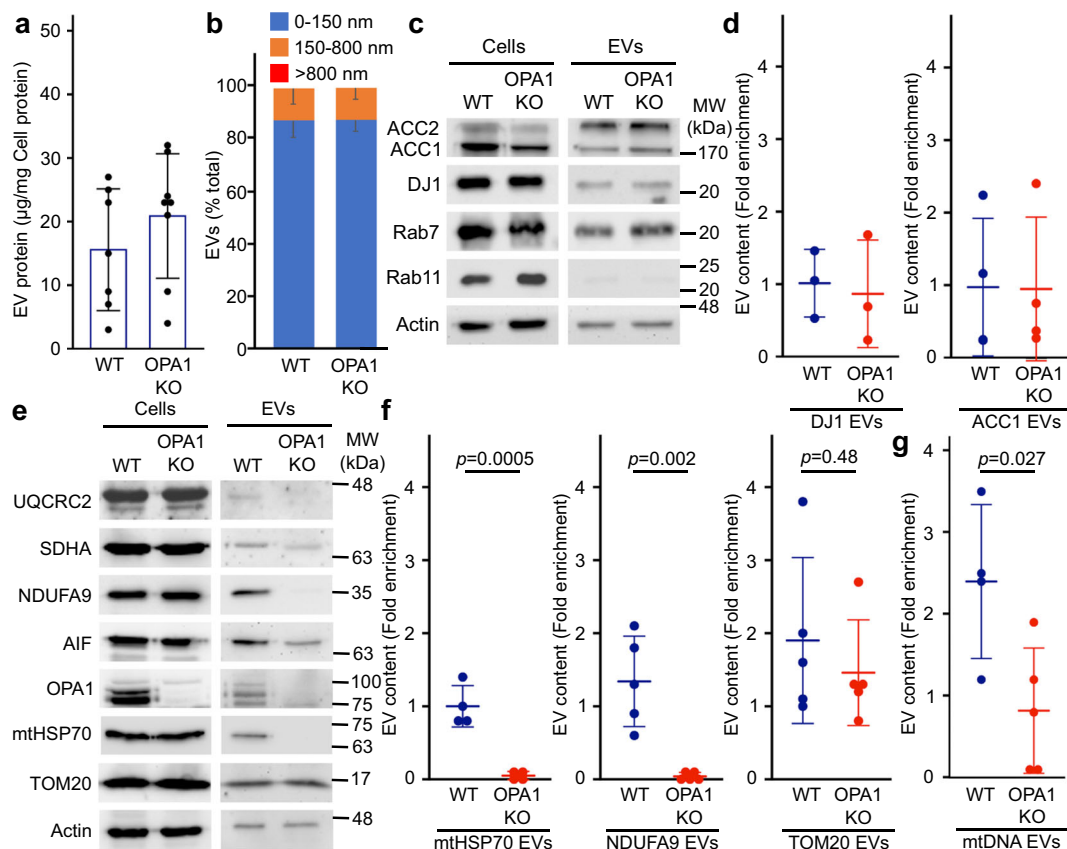 a
EV protein (µg/mg Cell protein)
50
40
30
20
10
0
WT
OPA1
KO
b
0-150 nm
150-800 nm
>800 nm
EVs (% total)
100
80
60
40
20
0
WT
OPA1
KO
c
Cells
EVs
WT
OPA1
KO
WT
OPA1
KO
MW
(kDa)
ACC2
ACC1
170
DJ1
20
Rab7
20
Rab11
25
20
Actin
48
d
EV content (Fold enrichment)
4
3
2
1
0
WT
OPA1
KO
DJ1 EVs
EV content (Fold enrichment)
4
3
2
1
0
WT
OPA1
KO
ACC1 EVs
e
Cells
EVs
WT
OPA1
KO
WT
OPA1
KO
MW
(kDa)
UQCRC2
48
SDHA
63
NDUFA9
35
AIF
63
OPA1
100
75
mtHSP70
75
63
TOM20
17
Actin
48
f
EV content (Fold enrichment)
4
3
2
1
0
p=0.0005
WT
OPA1
KO
mtHSP70 EVs
EV content (Fold enrichment)
4
3
2
1
0
p=0.002
WT
OPA1
KO
NDUFA9 EVs
EV content (Fold enrichment)
4
3
2
1
0
p=0.48
WT
OPA1
KO
TOM20 EVs
g
EV content (Fold enrichment)
4
3
2
1
0
p=0.027
WT
OPA1
KO
mtDNA EVs